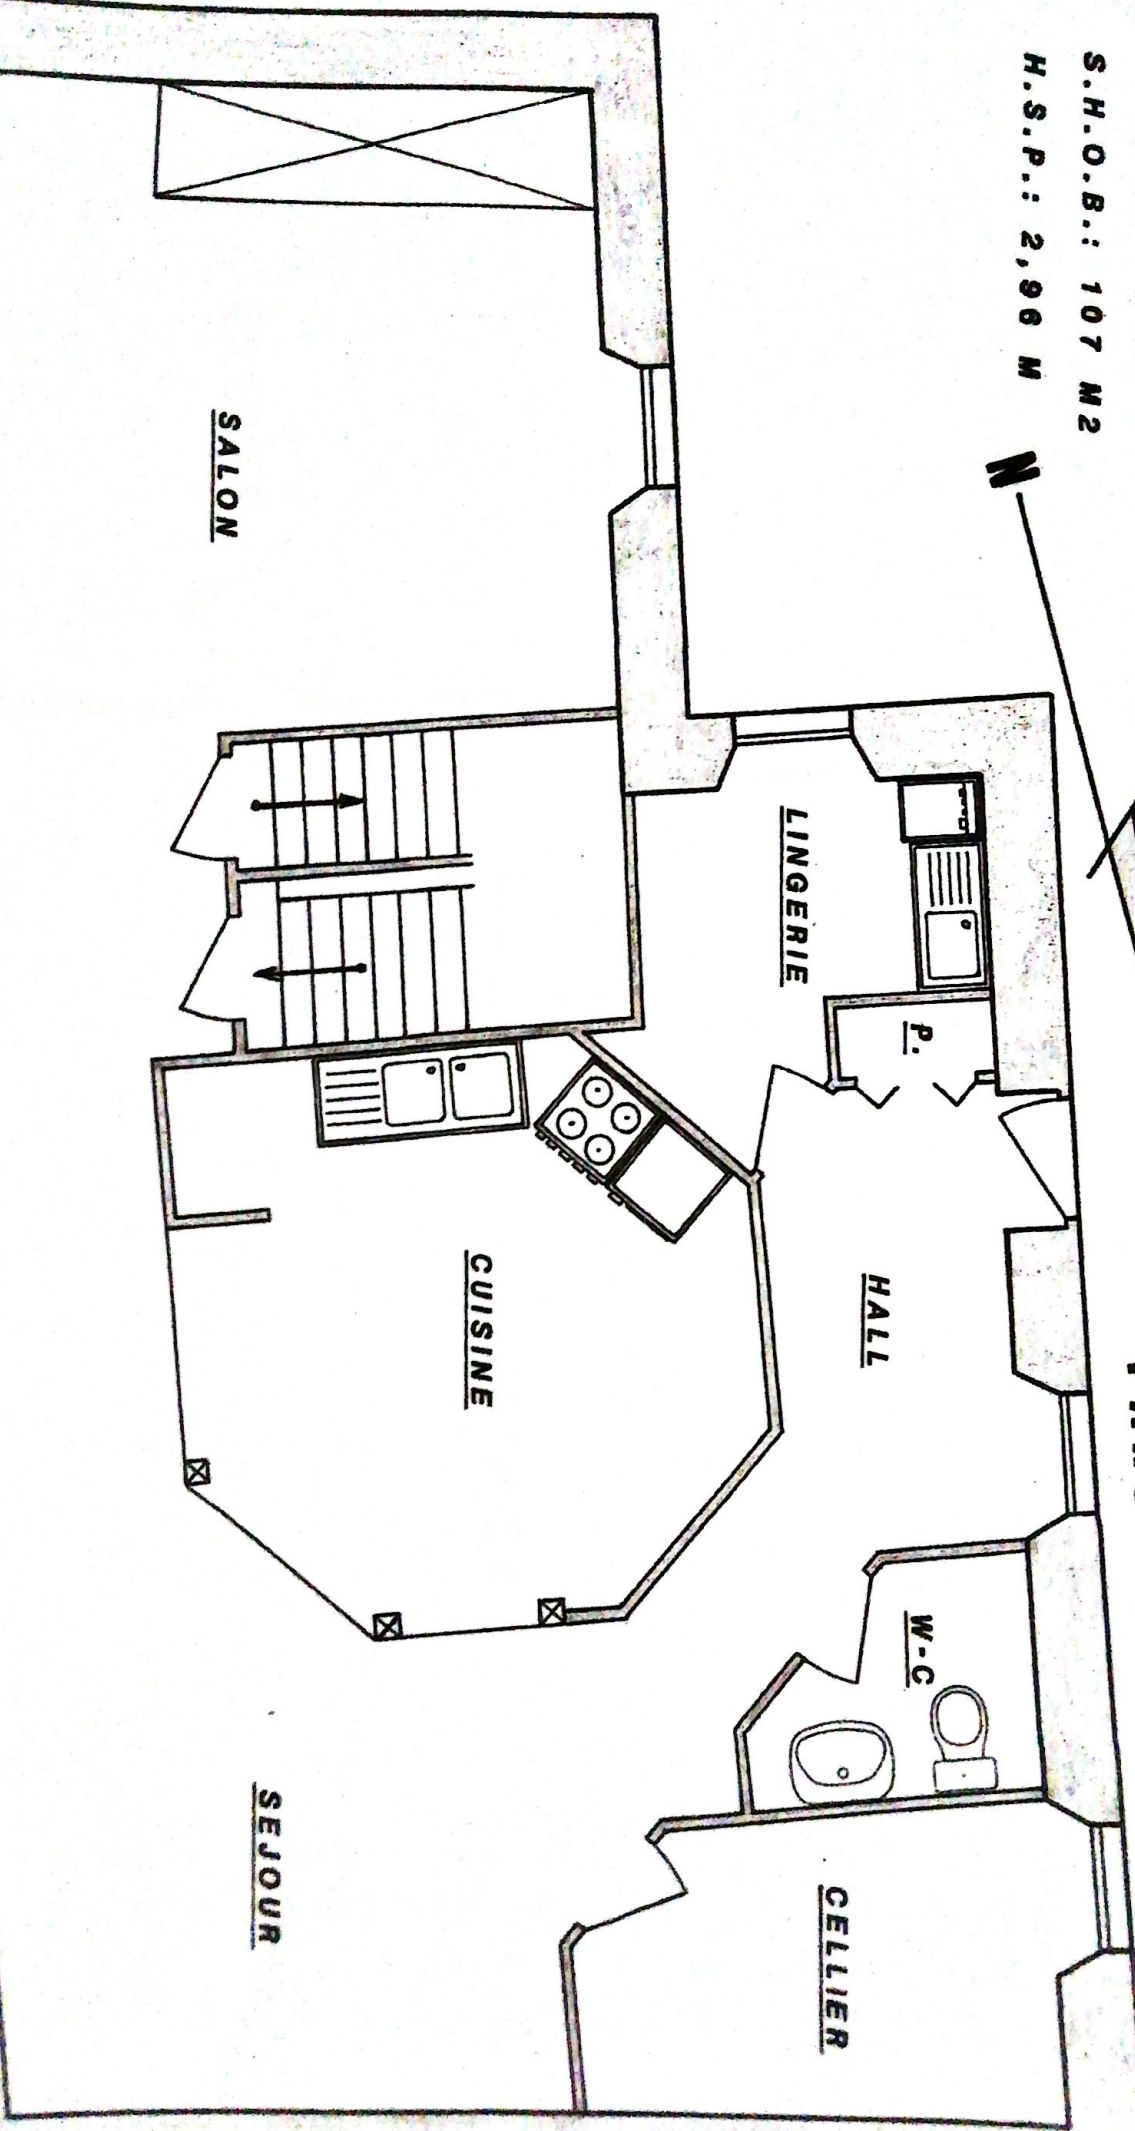 S.H.O.B.: 107 M2
H.S.P.: 2,96 M
N
SALON
LINGERIE
P.
HALL
CUISINE
W-C
SEJOUR
CELLIER